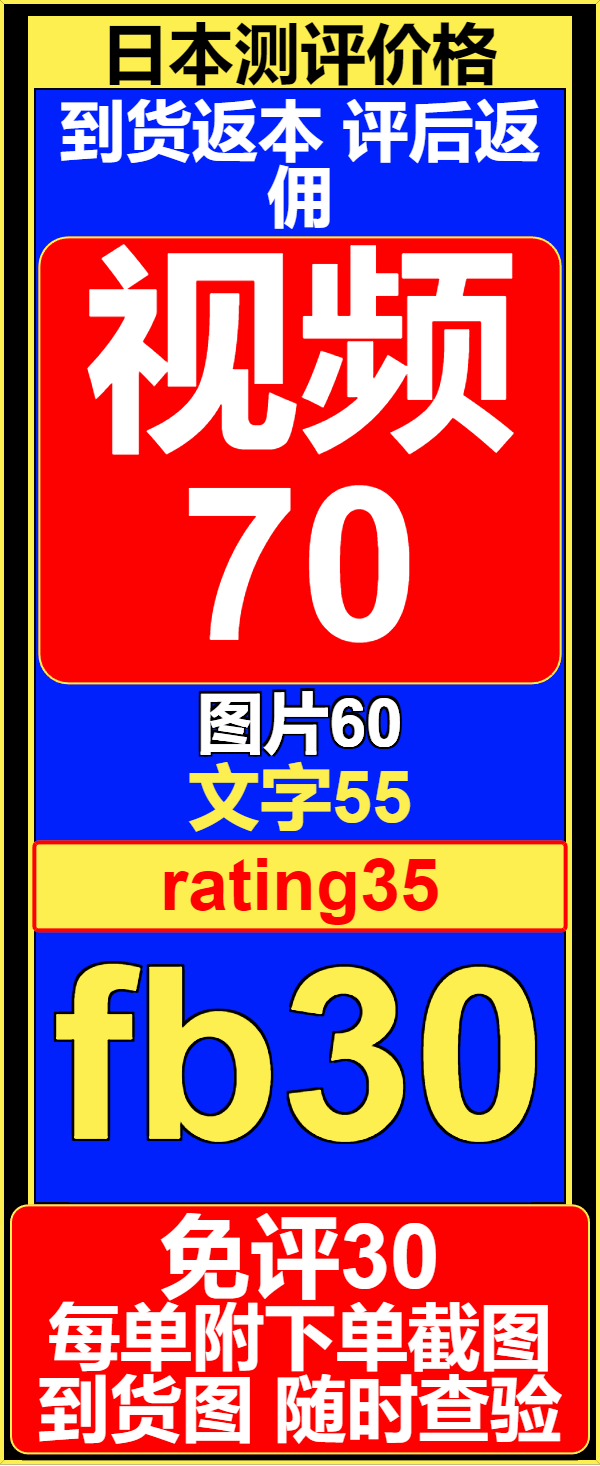 日本测评价格
到货返本 评后返
佣
视频
70
图片60
文字55
rating35
fb30
免评30
每单附下单截图
到货图 随时查验